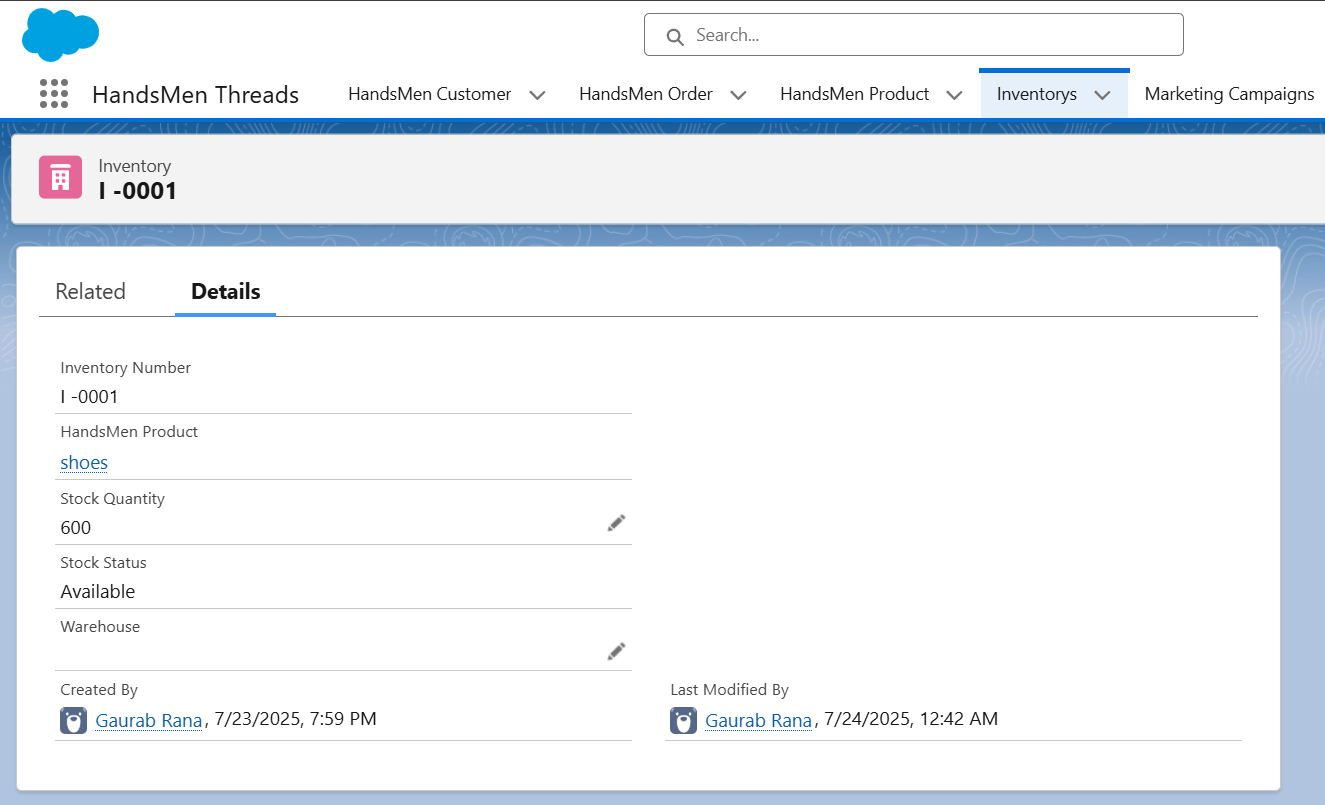 Search...
HandsMen Threads
HandsMen Customer
HandsMen Order
HandsMen Product
Inventorys
Marketing Campaigns
Inventory
I -0001
Related
Details
Inventory Number
I -0001
HandsMen Product
shoes
Stock Quantity
600
Stock Status
Available
Warehouse
Created By
Gaurab Rana, 7/23/2025, 7:59 PM
Last Modified By
Gaurab Rana, 7/24/2025, 12:42 AM